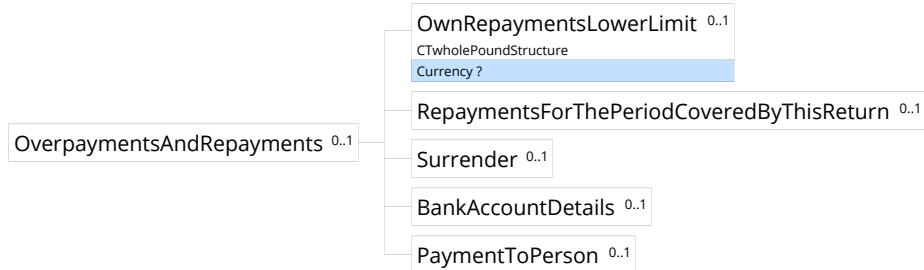 OwnRepaymentsLowerLimit 0..1
CTwholePoundStructure
Currency ?
RepaymentsForThePeriodCoveredByThisReturn 0..1
OverpaymentsAndRepayments 0..1
Surrender 0..1
BankAccountDetails 0..1
PaymentToPerson 0..1